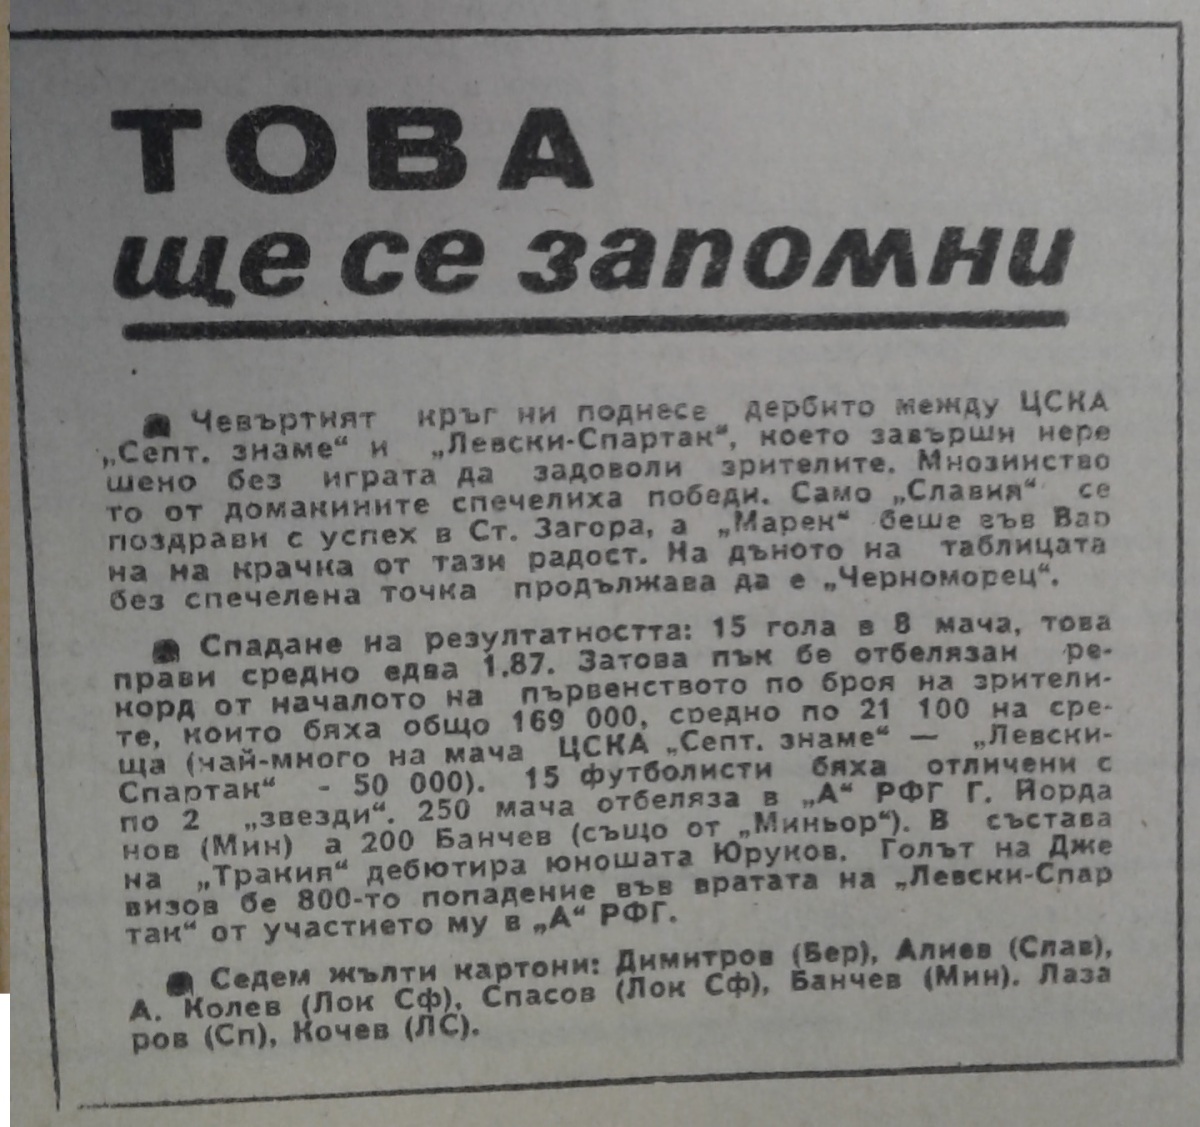 ТОВА
ще се запомни
Чевъртият кръг ни поднесе дербито между ЦСКА
„Септ. знаме“ и „Левски-Спартак“, което завърши нере
шено без играта да задоволи зрителите. Мнозинство
то от домакините спечелиха победи. Само „Славия“ се
поздрави с успех в Ст. Загора, а „Марек“ беше във Вар
на на крачка от тази радост. На дъното на таблицата
без спечелена точка продължава да е „Черноморец“.
Спадане на резултатността: 15 гола в 8 мача, това
прави средно едва 1.87. Затова пък бе отбелязан ре-
корд от началото на първенството по броя на зрители-
те, които бяха общо 169 000, средно по 21 100 на сре-
ща (най-много на мача ЦСКА „Септ. знаме“ — „Левски-
Спартак“ - 50 000). 15 футболисти бяха отличени с
по 2 „звезди“. 250 мача отбеляза в „А“ РФГ Г. Йорда
нов (Мин) а 200 Банчев (също от „Миньор“). В състава
на „Тракия“ дебютира юношата Юруков. Голът на Дже
визов бе 800-то попадение във вратата на „Левски-Спар
так“ от участието му в „А“ РФГ.
Седем жълти картони: Димитров (Бер), Алиев (Слав),
А. Колев (Лок Сф), Спасов (Лок Сф), Банчев (Мин). Лаза
ров (Сп), Кочев (ЛС).